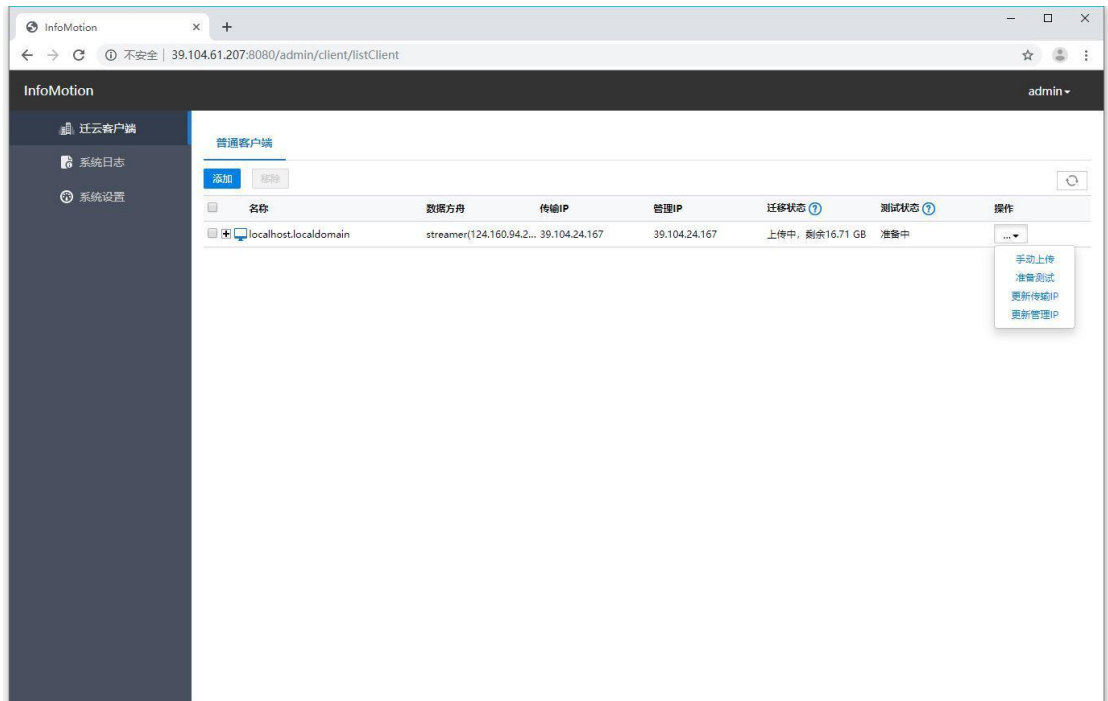 InfoMotion
不安全 | 39.104.61.207:8080/admin/client/listClient
InfoMotion admin
迁云客户端
系统日志
系统设置
普通客户端
添加 移除
名称 数据方舟 传输IP 管理IP 迁移状态 ? 测试状态 ? 操作
localhost.localdomain streamer(124.160.94.2... 39.104.24.167 39.104.24.167 上传中，剩余16.71 GB 准备中 ...
手动上传
准备测试
更新传输IP
更新管理IP